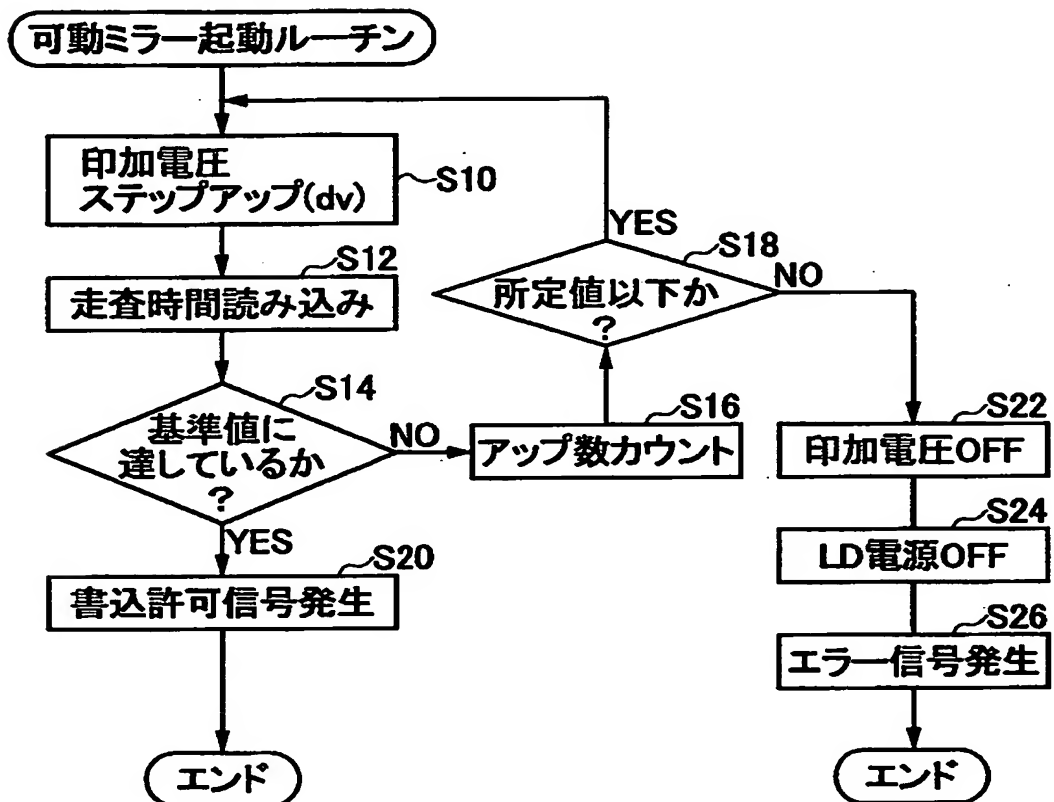 可動ミラー起動ルーチン
印加電圧
ステップアップ(dv)
S10
S12
走査時間読み込み
S14
基準値に
達しているか
?
NO
YES
S16
アップ数カウント
S18
所定値以下か
?
YES
NO
S20
書込許可信号発生
エンド
S22
印加電圧OFF
S24
LD電源OFF
S26
エラー信号発生
エンド